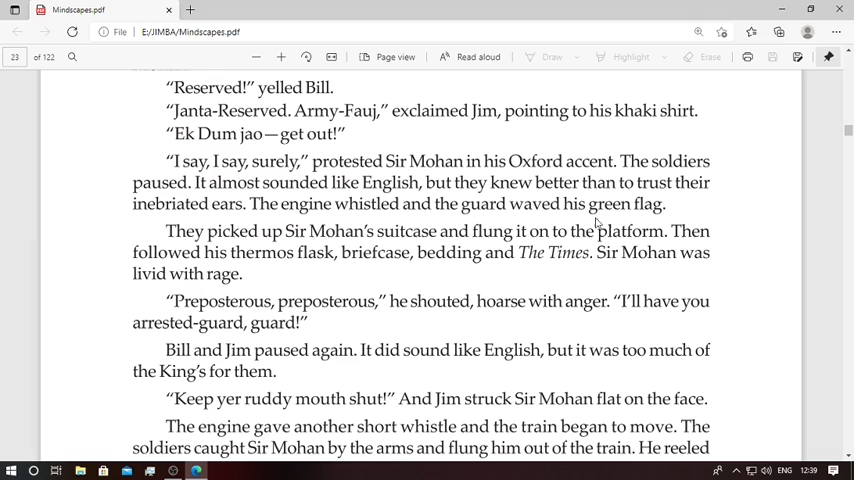 Mindscapes.pdf
File E:/JIMBA/Mindscapes.pdf
23 of 122 Page view Read aloud Draw Highlight Erase
“Reserved!” yelled Bill.
“Janta-Reserved. Army-Fauj,” exclaimed Jim, pointing to his khaki shirt.
“Ek Dum jao—get out!”
“I say, I say, surely,” protested Sir Mohan in his Oxford accent. The soldiers
paused. It almost sounded like English, but they knew better than to trust their
inebriated ears. The engine whistled and the guard waved his green flag.
They picked up Sir Mohan’s suitcase and flung it on to the platform. Then
followed his thermos flask, briefcase, bedding and The Times. Sir Mohan was
livid with rage.
“Preposterous, preposterous,” he shouted, hoarse with anger. “I’ll have you
arrested-guard, guard!”
Bill and Jim paused again. It did sound like English, but it was too much of
the King’s for them.
“Keep yer ruddy mouth shut!” And Jim struck Sir Mohan flat on the face.
The engine gave another short whistle and the train began to move. The
soldiers caught Sir Mohan by the arms and flung him out of the train. He reeled
ENG 12:39